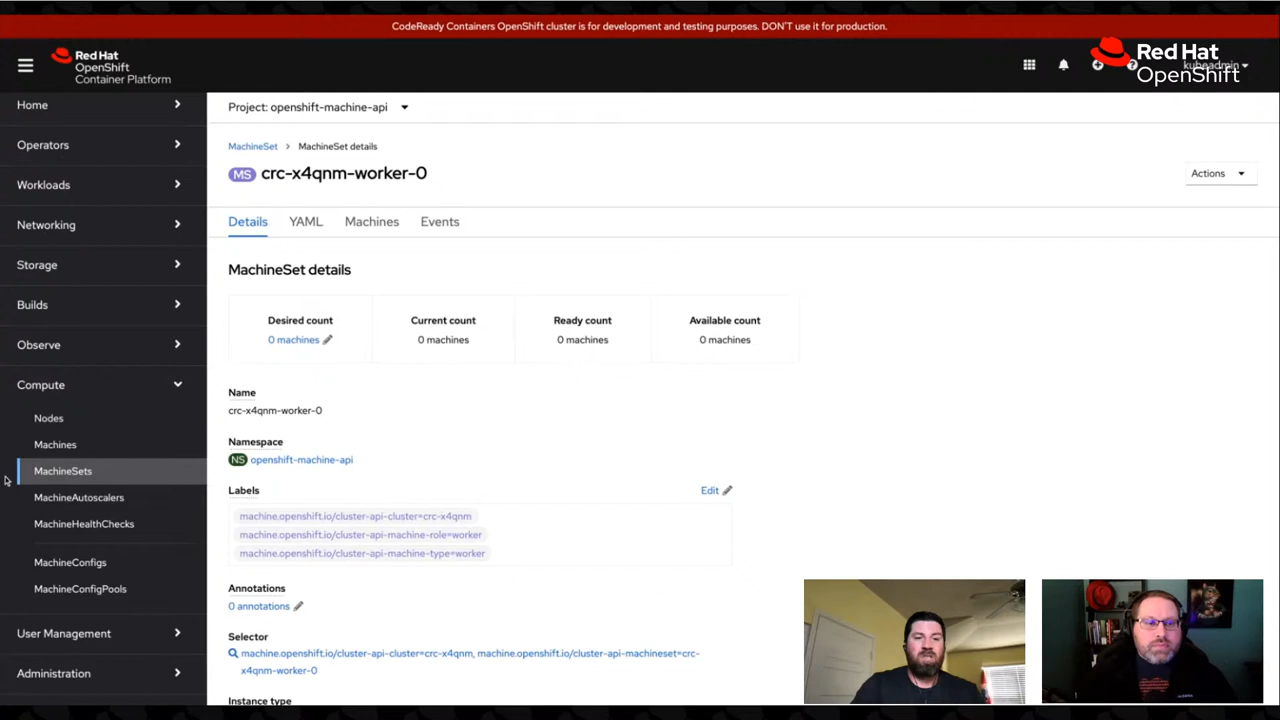 CodeReady Containers OpenShift cluster is for development and testing purposes. DON'T use it for production.
Red Hat
OpenShift
Container Platform
Red Hat
OpenShift
kubeadmin
Home
Operators
Workloads
Networking
Storage
Builds
Observe
Compute
Nodes
Machines
MachineSets
MachineAutoscalers
MachineHealthChecks
MachineConfigs
MachineConfigPools
User Management
Administration
Project: openshift-machine-api
MachineSet > MachineSet details
MS crc-x4qnm-worker-0
Actions
Details YAML Machines Events
MachineSet details
Desired count Current count Ready count Available count
0 machines 0 machines 0 machines 0 machines
Name
crc-x4qnm-worker-0
Namespace
NS openshift-machine-api
Labels Edit
machine.openshift.io/cluster-api-cluster=crc-x4qnm
machine.openshift.io/cluster-api-machine-role=worker
machine.openshift.io/cluster-api-machine-type=worker
Annotations
0 annotations
Selector
machine.openshift.io/cluster-api-cluster=crc-x4qnm, machine.openshift.io/cluster-api-machineset=crc-
x4qnm-worker-0
Instance type